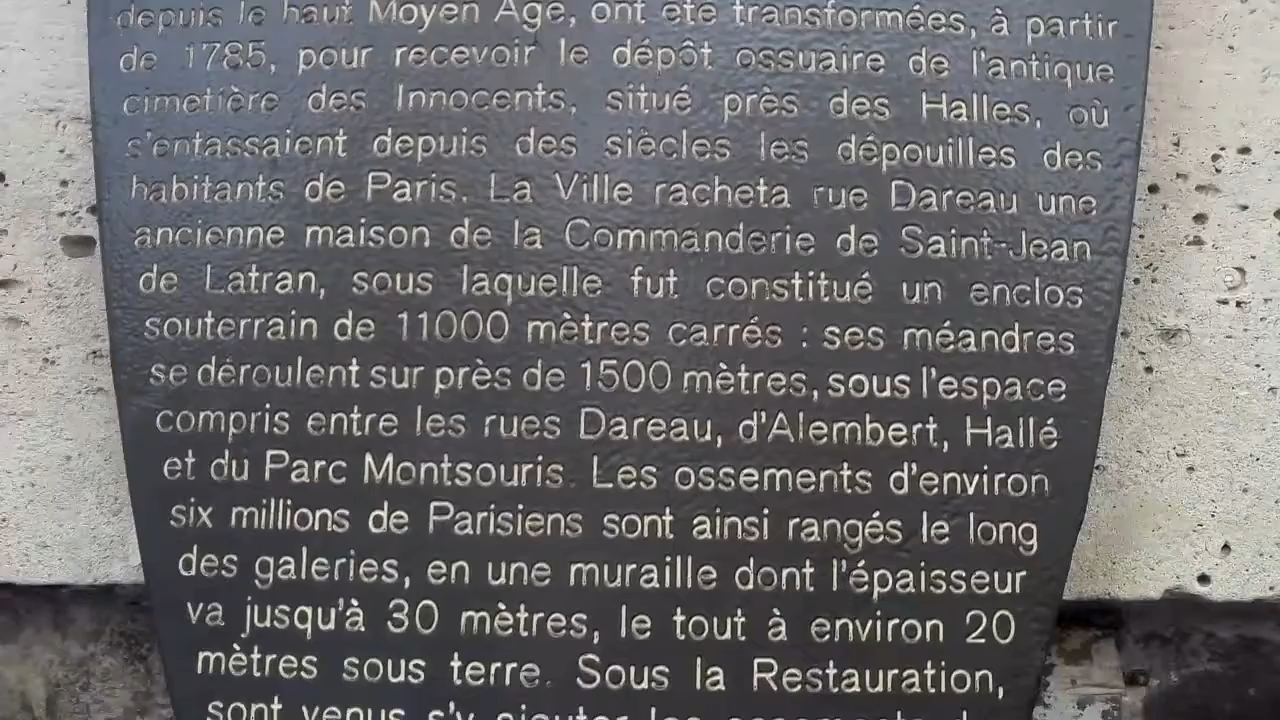 depuis le haut Moyen Age, ont été transformées, à partir
de 1785, pour recevoir le dépôt ossuaire de l'antique
cimetière des Innocents, situé près des Halles, où
s'entassaient depuis des siècles les dépouilles des
habitants de Paris. La Ville racheta rue Dareau une
ancienne maison de la Commanderie de Saint-Jean
de Latran, sous laquelle fut constitué un enclos
souterrain de 11000 mètres carrés : ses méandres
se déroulent sur près de 1500 mètres, sous l'espace
compris entre les rues Dareau, d'Alembert, Hallé
et du Parc Montsouris. Les ossements d'environ
six millions de Parisiens sont ainsi rangés le long
des galeries, en une muraille dont l'épaisseur
va jusqu'à 30 mètres, le tout à environ 20
mètres sous terre. Sous la Restauration,
sont venus s'y ajouter les ossements